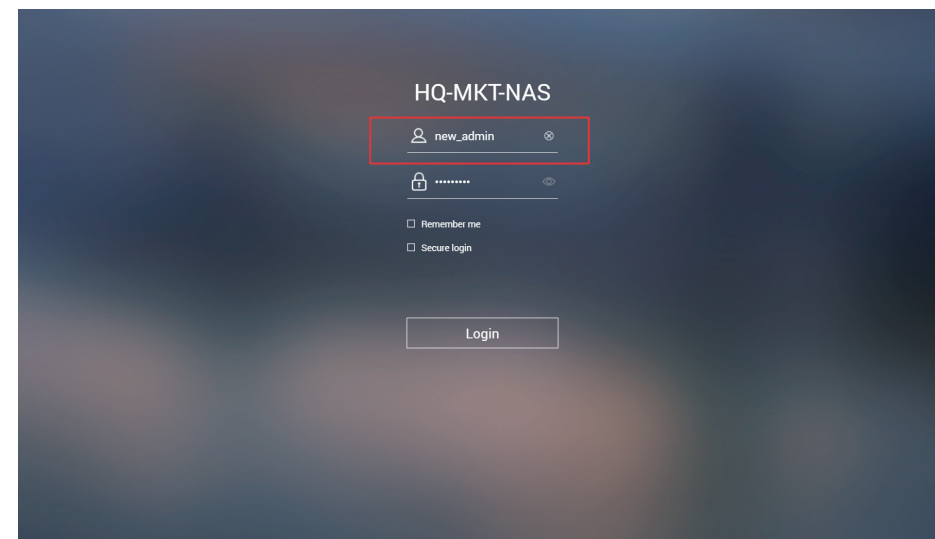 HQ-MKT-NAS
new_admin
•••••••••
Remember me
Secure login
Login